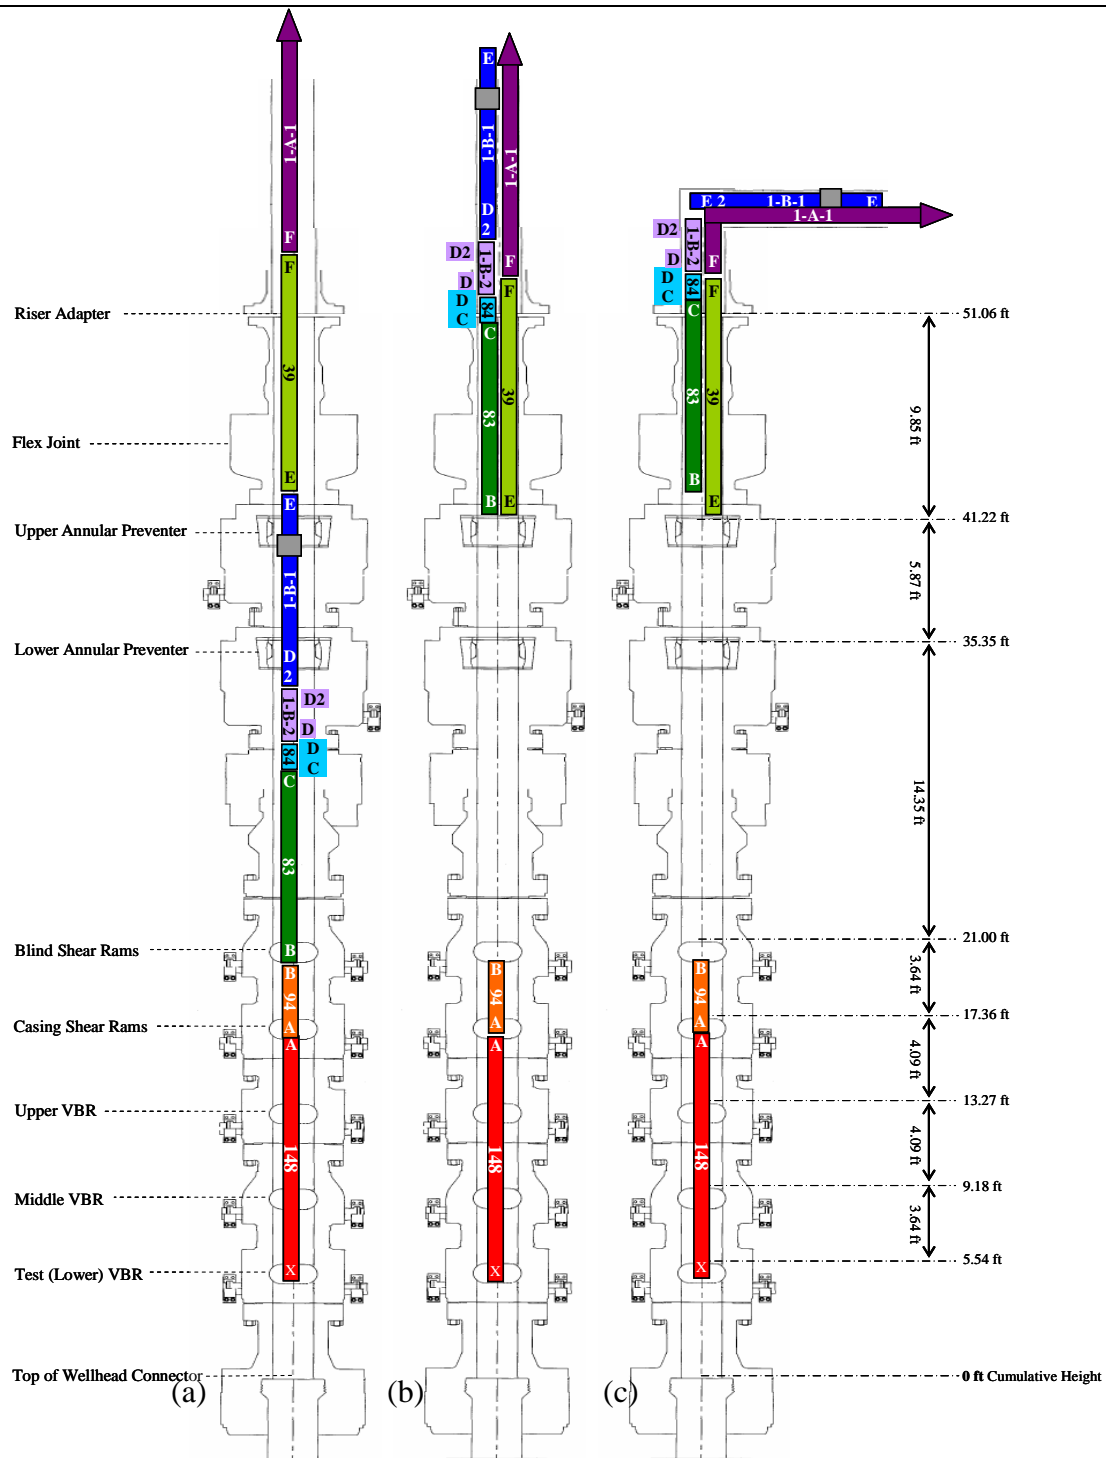 1-A-1
F
F
39
E
E
1-B-1
D
2
1-B-2
D2
D
84
D
C
C
83
B
B
94
A
A
148
X
E
1-B-1
D
2
1-A-1
F
D2
D
1-B-2
D
C
84
C
83
B
F
39
E
B
94
A
A
148
X
E 2
1-B-1
E
1-A-1
F
D2
D
1-B-2
D
C
84
C
83
B
F
39
E
B
94
A
A
148
X
Riser Adapter
Flex Joint
Upper Annular Preventer
Lower Annular Preventer
Blind Shear Rams
Casing Shear Rams
Upper VBR
Middle VBR
Test (Lower) VBR
Top of Wellhead Connector
(a)
(b)
(c)
51.06 ft
9.85 ft
41.22 ft
5.87 ft
35.35 ft
14.35 ft
21.00 ft
3.64 ft
17.36 ft
4.09 ft
13.27 ft
4.09 ft
9.18 ft
3.64 ft
5.54 ft
0 ft Cumulative Height